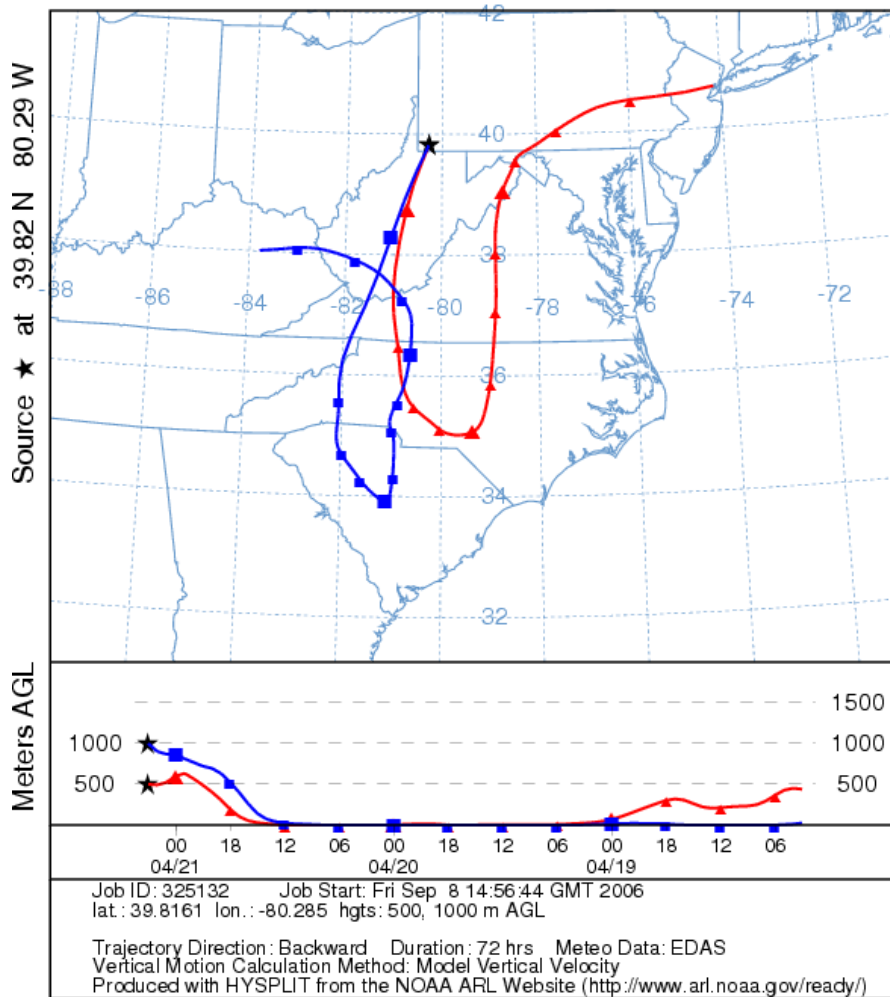 Source ★ at 39.82 N 80.29 W
42
40
38
-88 -86 -84 -82 -80 -78 -76 -74 -72
36
34
32
Meters AGL
1500
1000 1000
500 500
00 18 12 06 00 18 12 06 00 18 12 06
04/21 04/20 04/19
Job ID: 325132 Job Start: Fri Sep 8 14:56:44 GMT 2006
lat.: 39.8161 lon.: -80.285 hgts: 500, 1000 m AGL
Trajectory Direction: Backward Duration: 72 hrs Meteo Data: EDAS
Vertical Motion Calculation Method: Model Vertical Velocity
Produced with HYSPLIT from the NOAA ARL Website (http://www.arl.noaa.gov/ready/)